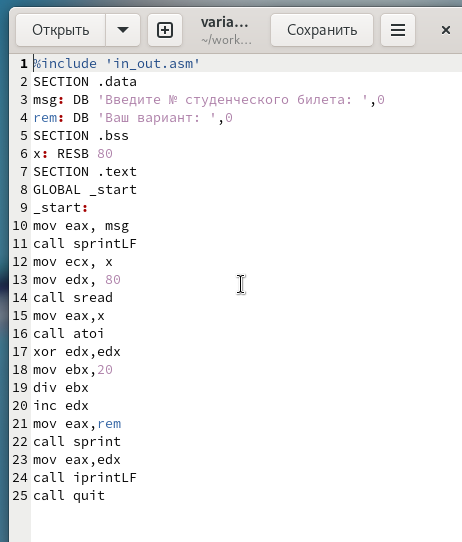 Открыть varia... Сохранить
~/work...
1 %include 'in_out.asm'
2 SECTION .data
3 msg: DB 'Введите № студенческого билета: ',0
4 rem: DB 'Ваш вариант: ',0
5 SECTION .bss
6 x: RESB 80
7 SECTION .text
8 GLOBAL _start
9 _start:
10 mov eax, msg
11 call sprintLF
12 mov ecx, x
13 mov edx, 80
14 call sread
15 mov eax,x
16 call atoi
17 xor edx,edx
18 mov ebx,20
19 div ebx
20 inc edx
21 mov eax,rem
22 call sprint
23 mov eax,edx
24 call iprintLF
25 call quit